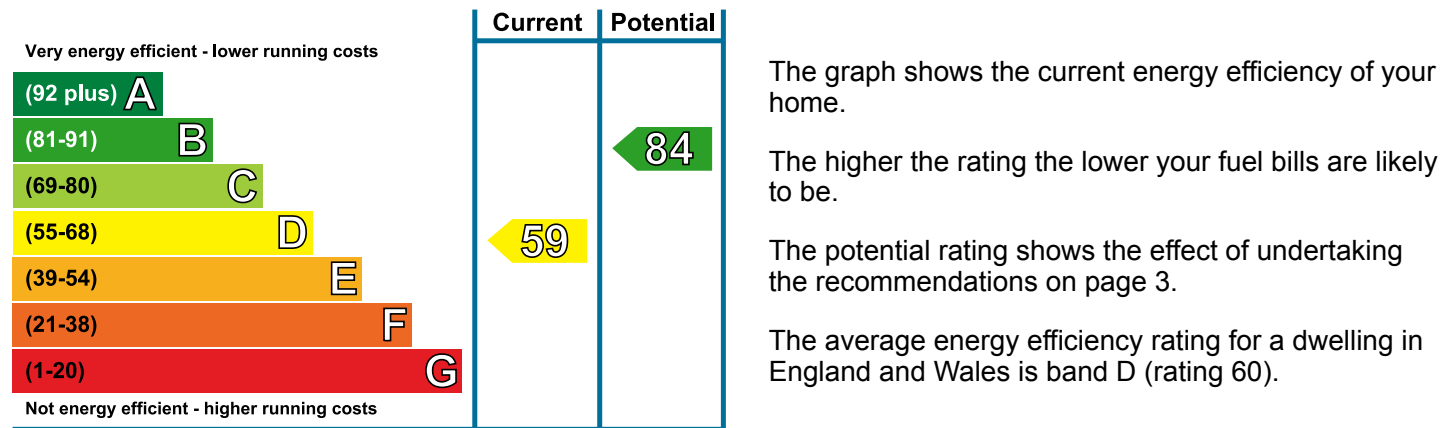 Current Potential
Very energy efficient - lower running costs
(92 plus) A
(81-91) B
84
(69-80) C
(55-68) D
59
(39-54) E
(21-38) F
(1-20) G
Not energy efficient - higher running costs
The graph shows the current energy efficiency of your
home.
The higher the rating the lower your fuel bills are likely
to be.
The potential rating shows the effect of undertaking
the recommendations on page 3.
The average energy efficiency rating for a dwelling in
England and Wales is band D (rating 60).